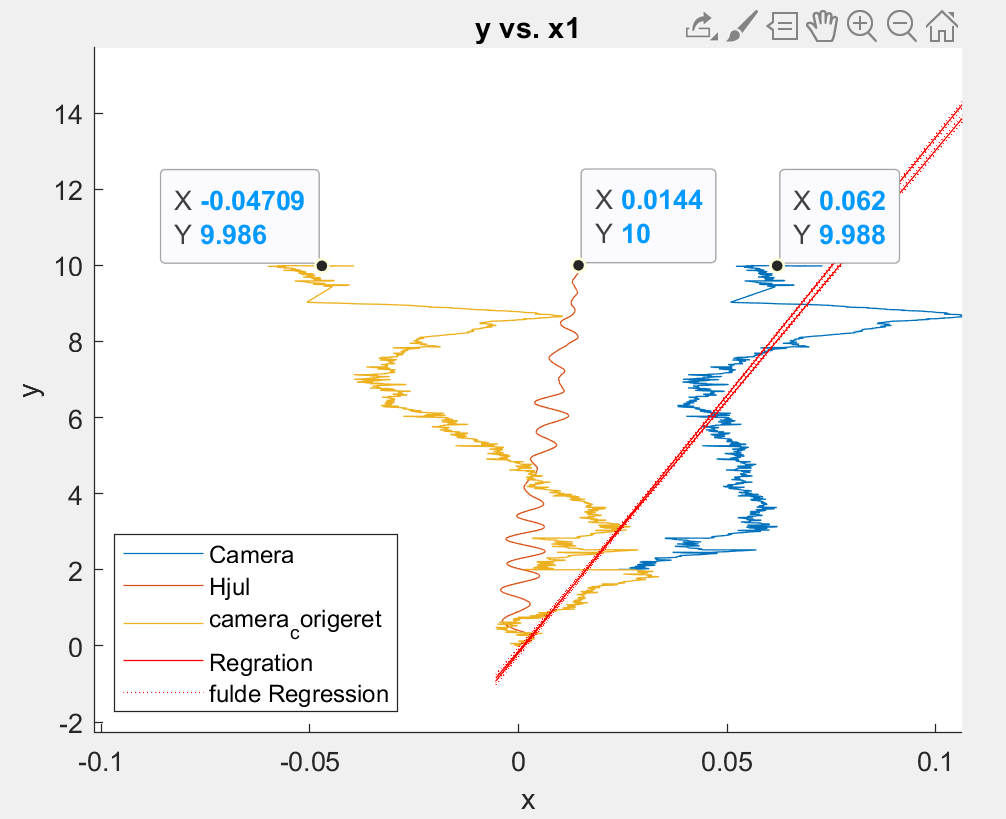 y vs. x1
14
12
10
8
6
4
2
0
-2
y
X -0.04709
Y 9.986
X 0.0144
Y 10
X 0.062
Y 9.988
Camera
Hjul
camera_corigeret
Regration
fulde Regression
-0.1
-0.05
0
0.05
0.1
x